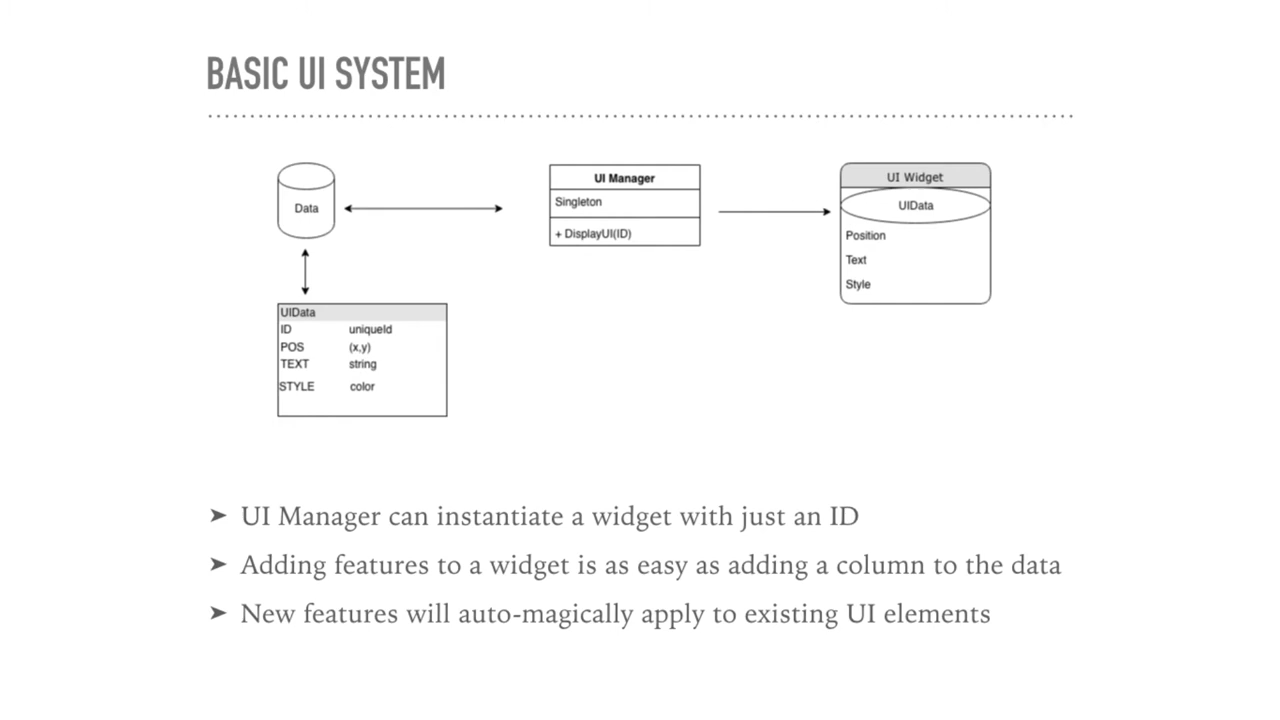 BASIC UI SYSTEM
Data
UIData
ID uniqueId
POS (x,y)
TEXT string
STYLE color
UI Manager
Singleton
+ DisplayUI(ID)
UI Widget
UIData
Position
Text
Style
➤ UI Manager can instantiate a widget with just an ID
➤ Adding features to a widget is as easy as adding a column to the data
➤ New features will auto-magically apply to existing UI elements